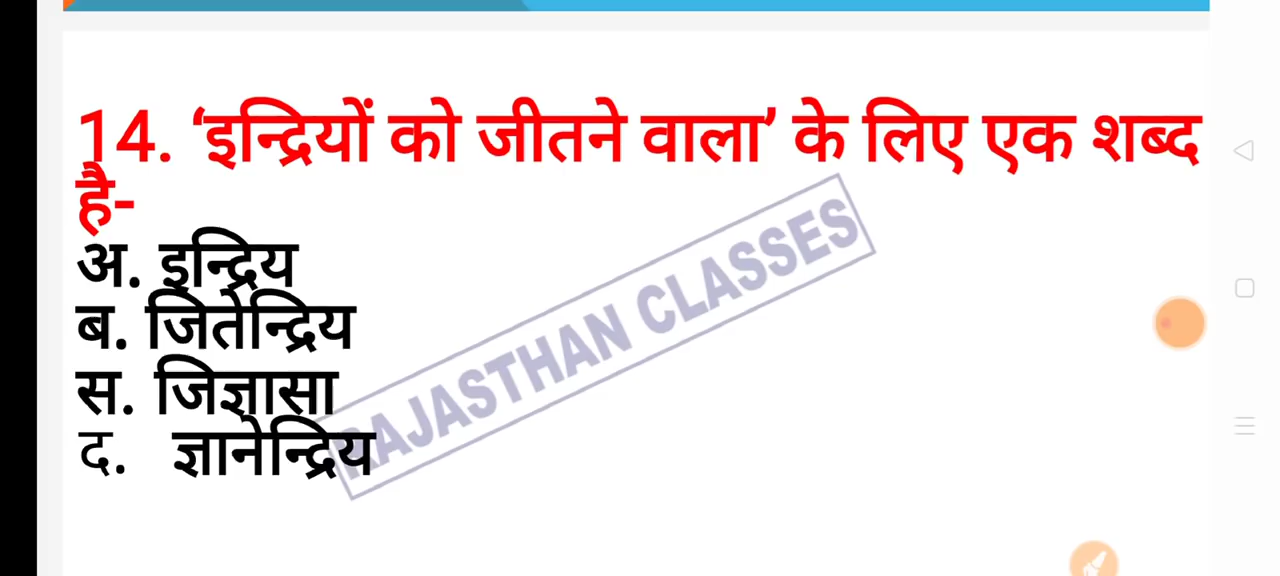 14. ‘इन्द्रियों को जीतने वाला’ के लिए एक शब्द
है-
अ. इन्द्रिय
ब. जितेन्द्रिय
स. जिज्ञासा
द. ज्ञानेन्द्रिय
RAJASTHAN CLASSES